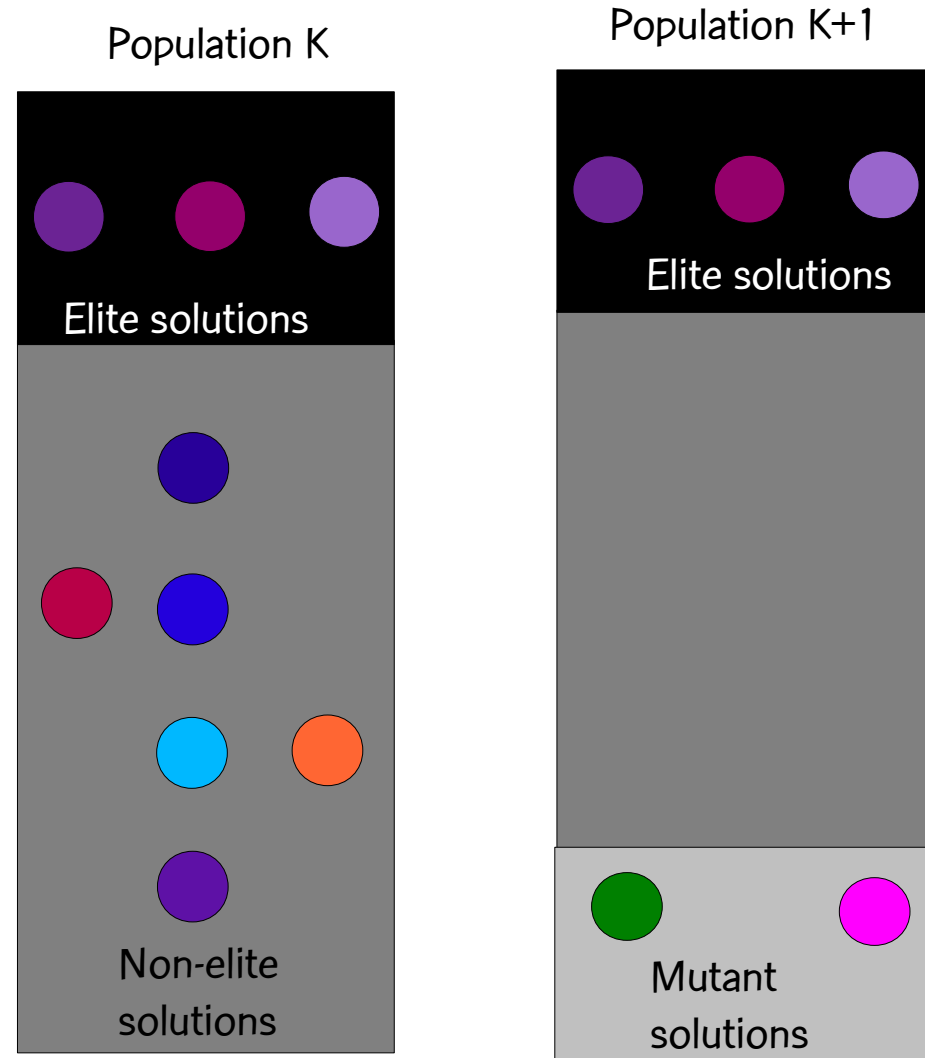 Population K
Population K+1
Elite solutions
Elite solutions
Non-elite
solutions
Mutant
solutions